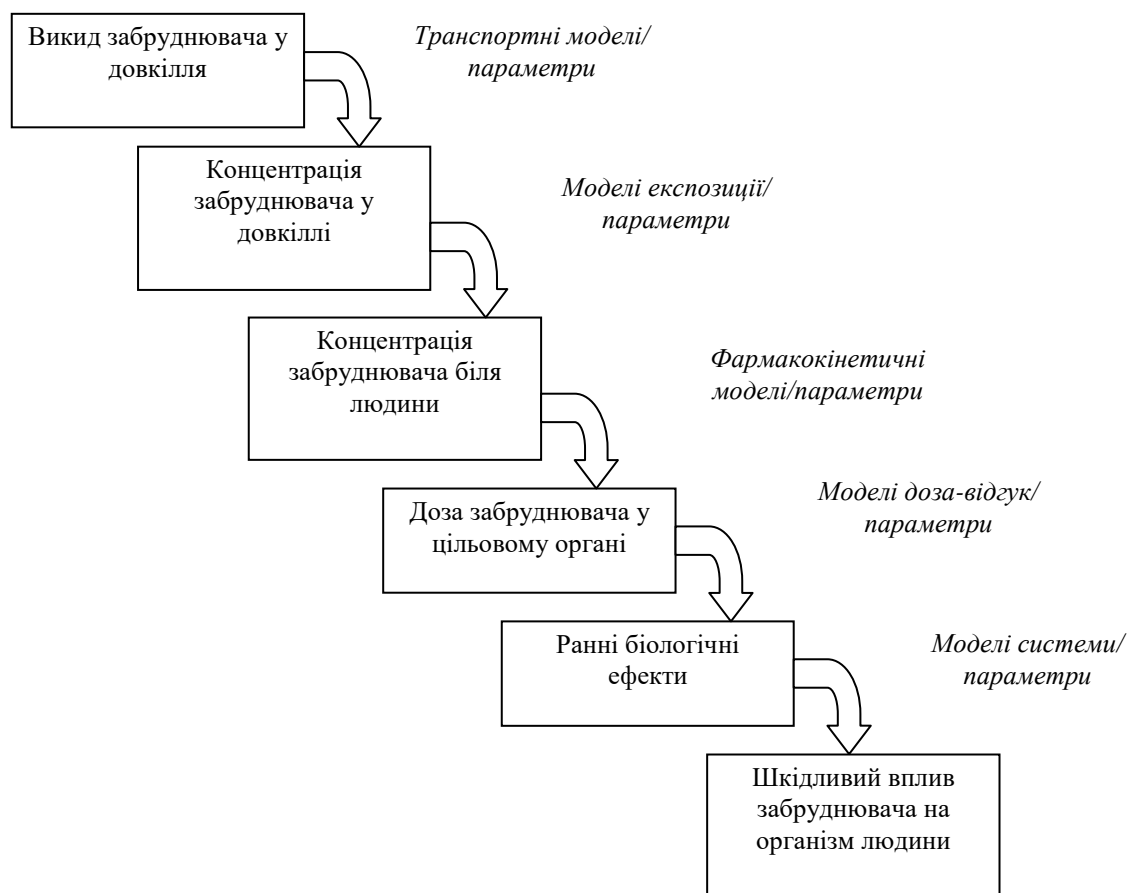 Викид забруднювача у
довкілля
Транспортні моделі/
параметри
Концентрація
забруднювача у
довкіллі
Моделі експозиції/
параметри
Концентрація
забруднювача біля
людини
Фармакокінетичні
моделі/параметри
Доза забруднювача у
цільовому органі
Моделі доза-відгук/
параметри
Ранні біологічні
ефекти
Моделі системи/
параметри
Шкідливий вплив
забруднювача на
організм людини